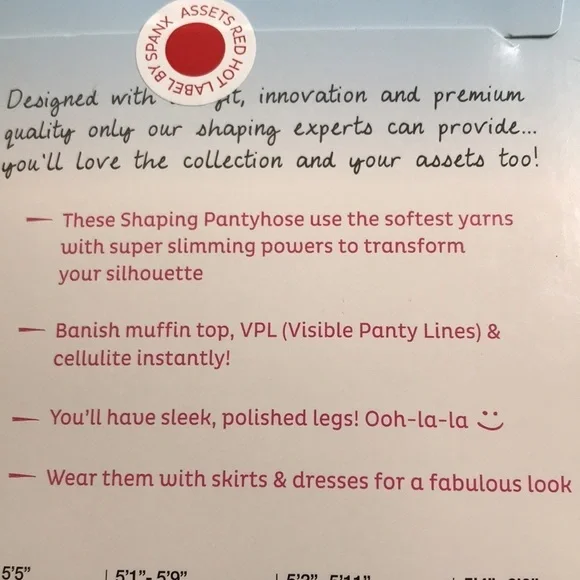 ASSETS RED HOT LABEL BY SPANX
Designed with fit, innovation and premium
quality only our shaping experts can provide...
you'll love the collection and your assets too!
These Shaping Pantyhose use the softest yarns
with super slimming powers to transform
your silhouette
Banish muffin top, VPL (Visible Panty Lines) &
cellulite instantly!
You'll have sleek, polished legs! Ooh-la-la
Wear them with skirts & dresses for a fabulous look
5'5" 5'1"- 5'9"